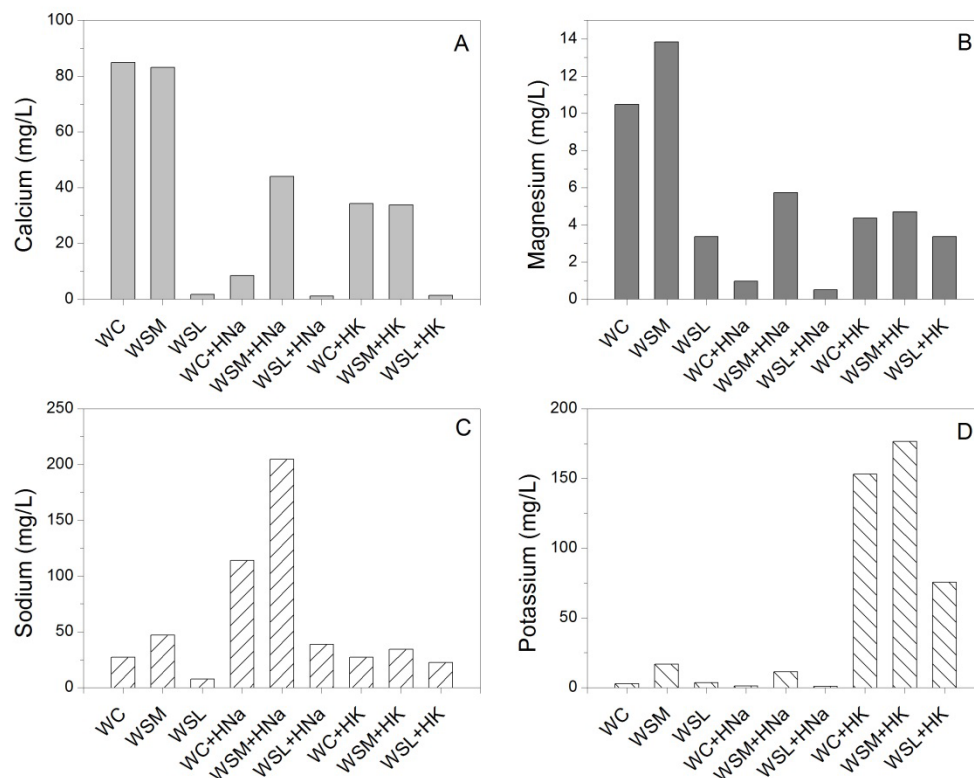 A
Calcium (mg/L)
100
80
60
40
20
0
WC
WSM
WSL
WC+HNa
WSM+HNa
WSL+HNa
WC+HK
WSM+HK
WSL+HK
B
Magnesium (mg/L)
14
12
10
8
6
4
2
0
WC
WSM
WSL
WC+HNa
WSM+HNa
WSL+HNa
WC+HK
WSM+HK
WSL+HK
C
Sodium (mg/L)
250
200
150
100
50
0
WC
WSM
WSL
WC+HNa
WSM+HNa
WSL+HNa
WC+HK
WSM+HK
WSL+HK
D
Potassium (mg/L)
200
150
100
50
0
WC
WSM
WSL
WC+HNa
WSM+HNa
WSL+HNa
WC+HK
WSM+HK
WSL+HK